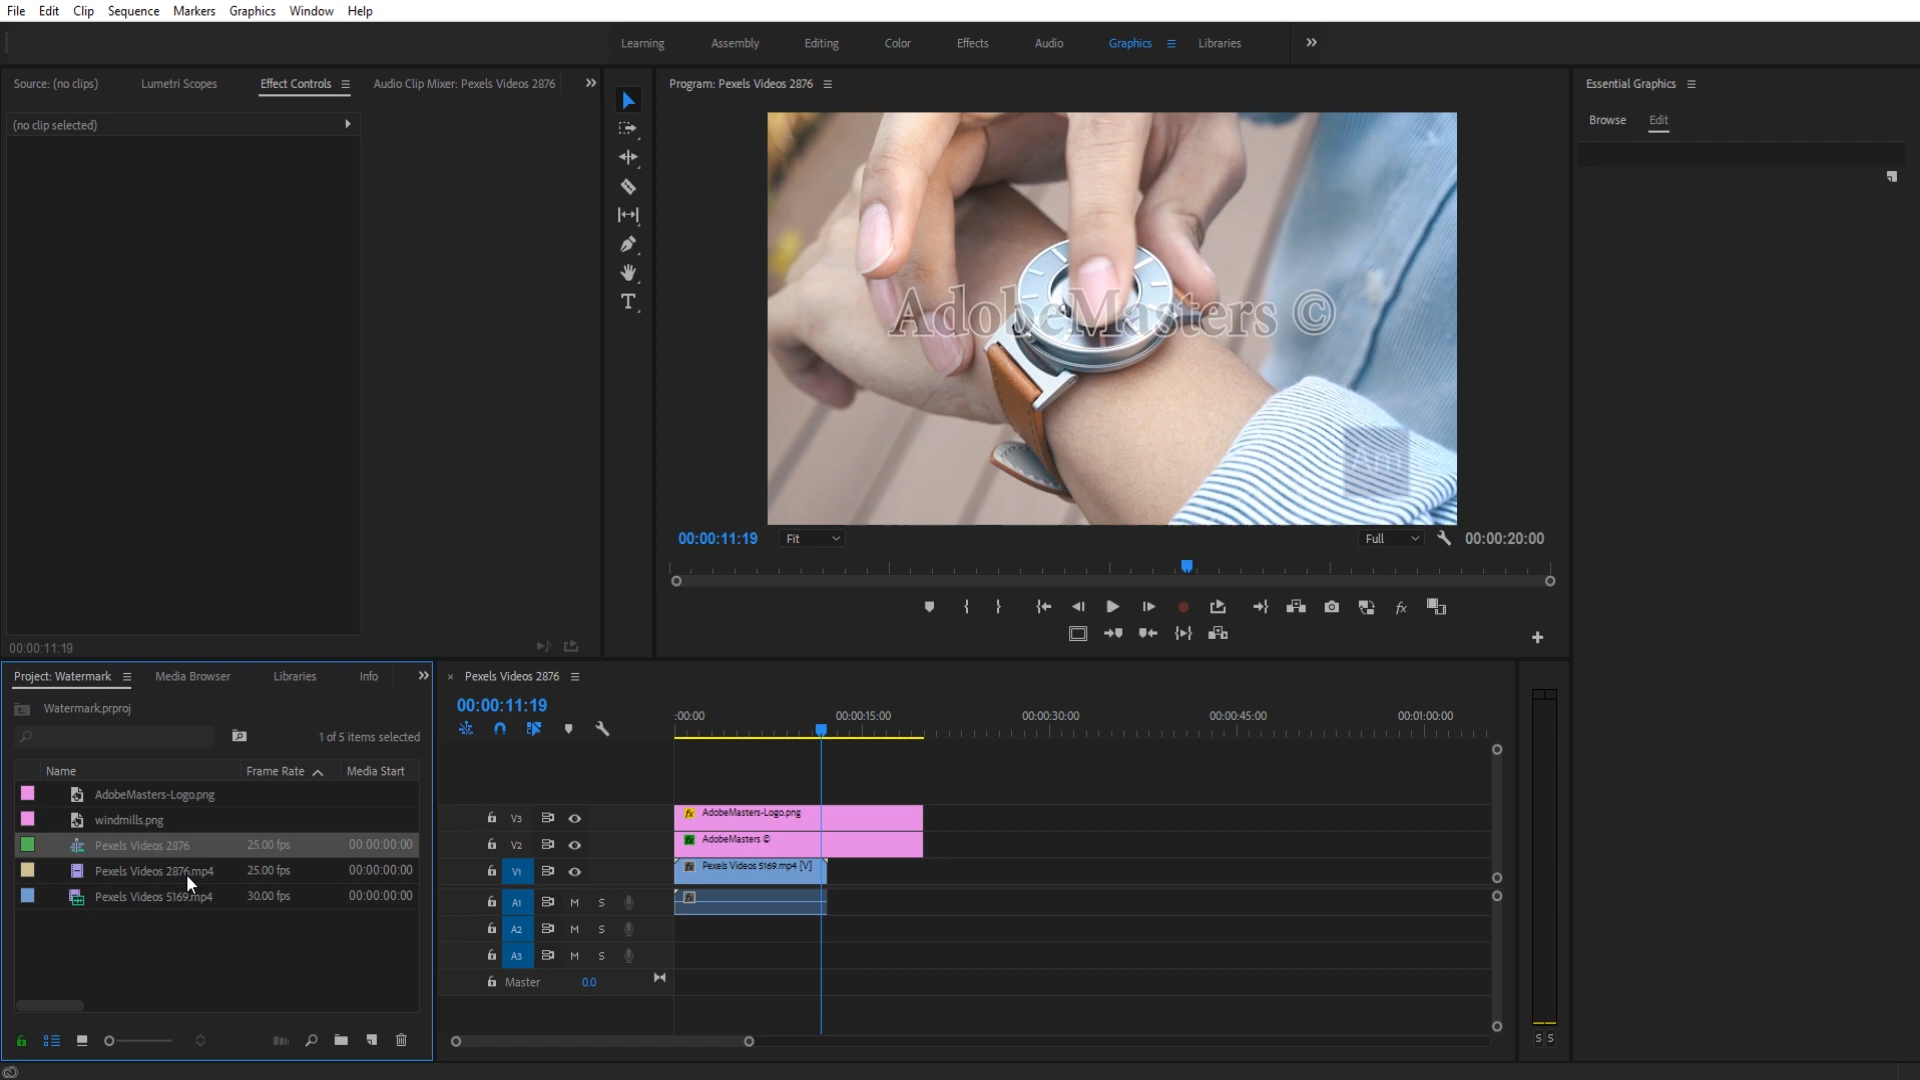 File Edit Clip Sequence Markers Graphics Window Help
Learning Assembly Editing Color Effects Audio Graphics Libraries
Source: (no clips) Lumetri Scopes Effect Controls Audio Clip Mixer: Pexels Videos 2876
Program: Pexels Videos 2876
Essential Graphics
Browse Edit
(no clip selected)
AdobeMasters ©
Am
00:00:11:19 Fit Full 00:00:20:00
00:00:11:19
Project: Watermark Media Browser Libraries Info
Watermark.prproj
1 of 5 items selected
Name Frame Rate Media Start
AdobeMasters-Logo.png
windmills.png
Pexels Videos 2876 25.00 fps 00:00:00:00
Pexels Videos 2876.mp4 25.00 fps 00:00:00:00
Pexels Videos 5169.mp4 30.00 fps 00:00:00:00
Pexels Videos 2876
00:00:11:19
:00:00 00:00:15:00 00:00:30:00 00:00:45:00 00:01:00:00
V3 AdobeMasters-Logo.png
V2 AdobeMasters ©
V1 Pexels Videos 5169.mp4 [V]
A1 M S
A2 M S
A3 M S
Master 0.0
S S